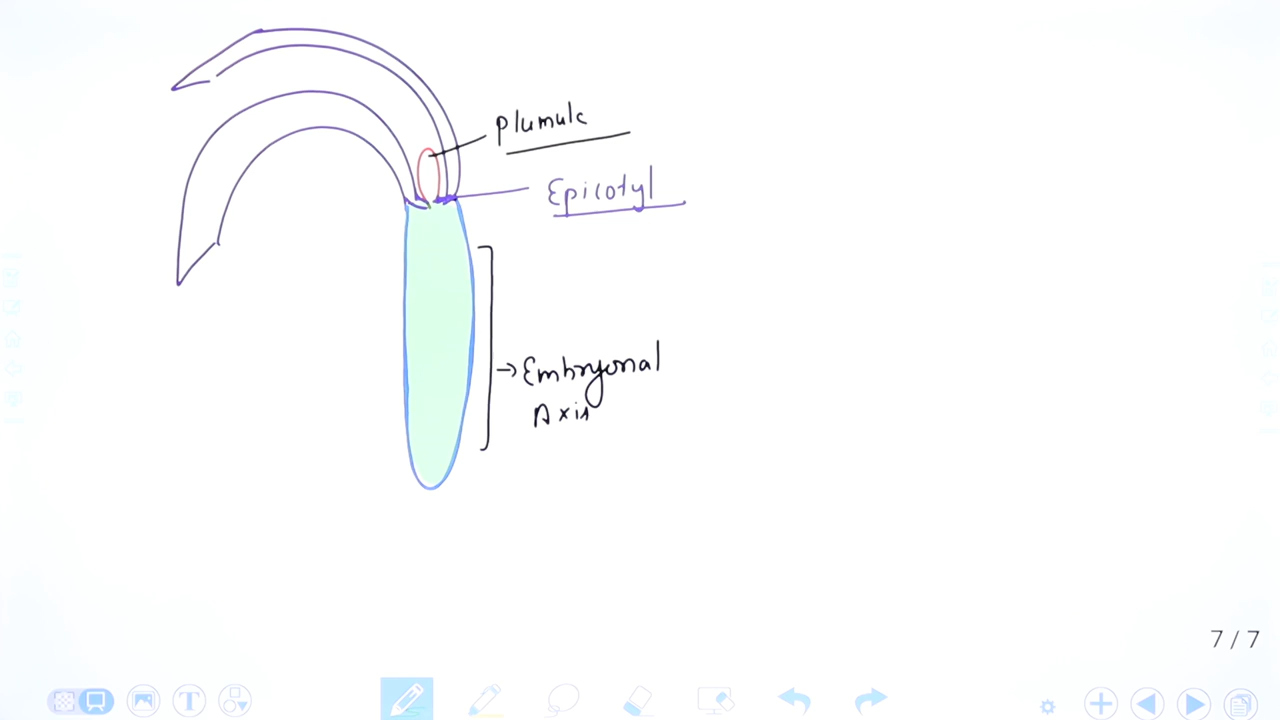 Plumule
Epicotyl
→ Embryonal
Axis
7 / 7
T